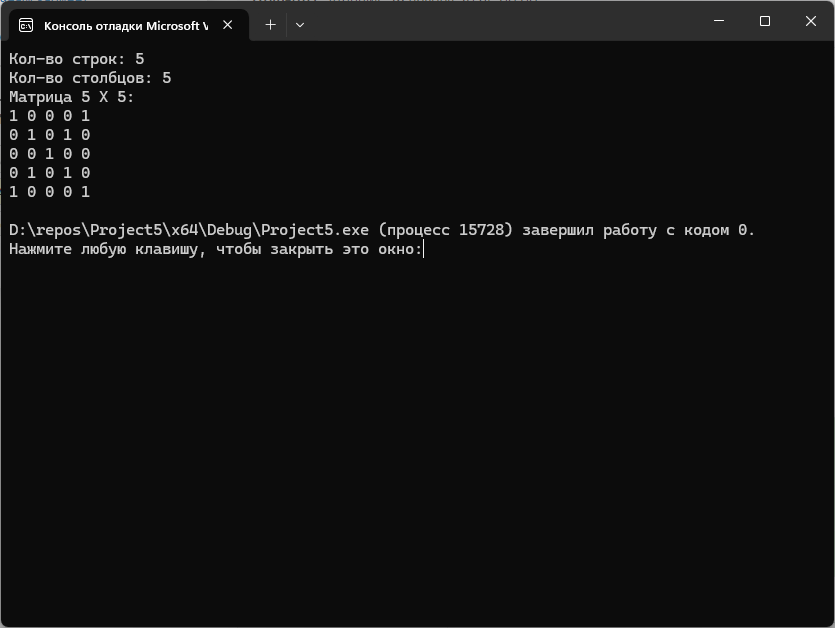 Консоль отладки Microsoft V
Кол-во строк: 5
Кол-во столбцов: 5
Матрица 5 X 5:
1 0 0 0 1
0 1 0 1 0
0 0 1 0 0
0 1 0 1 0
1 0 0 0 1
D:\repos\Project5\x64\Debug\Project5.exe (процесс 15728) завершил работу с кодом 0.
Нажмите любую клавишу, чтобы закрыть это окно: